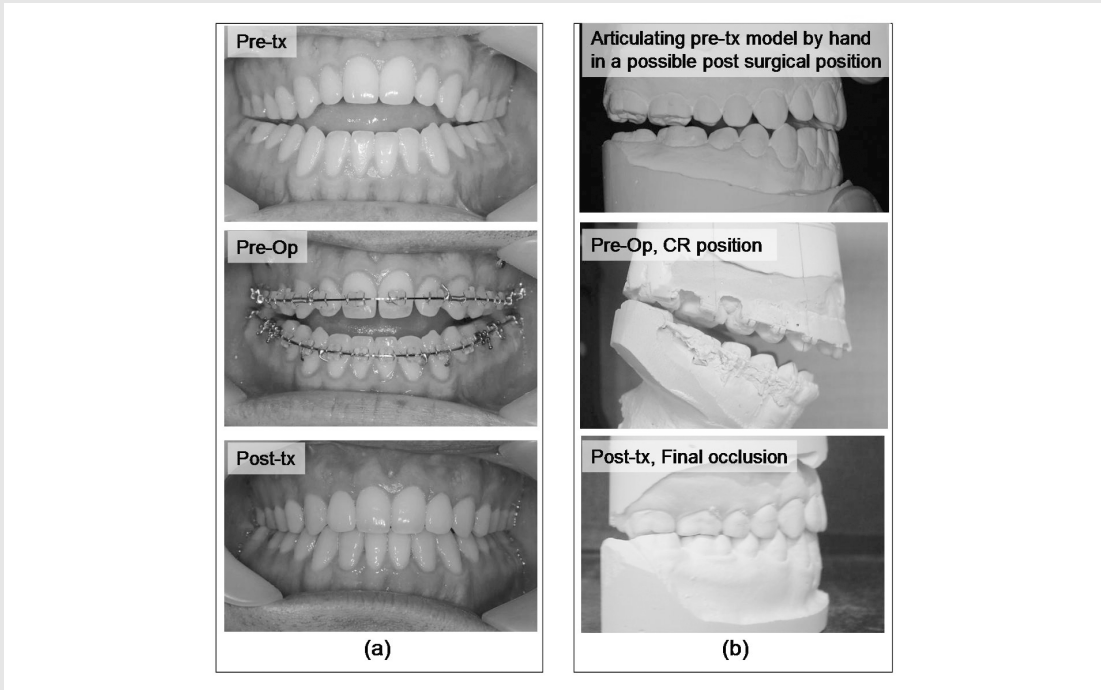 Pre-tx
Pre-Op
Post-tx
(a)
Articulating pre-tx model by hand
in a possible post surgical position
Pre-Op, CR position
Post-tx, Final occlusion
(b)